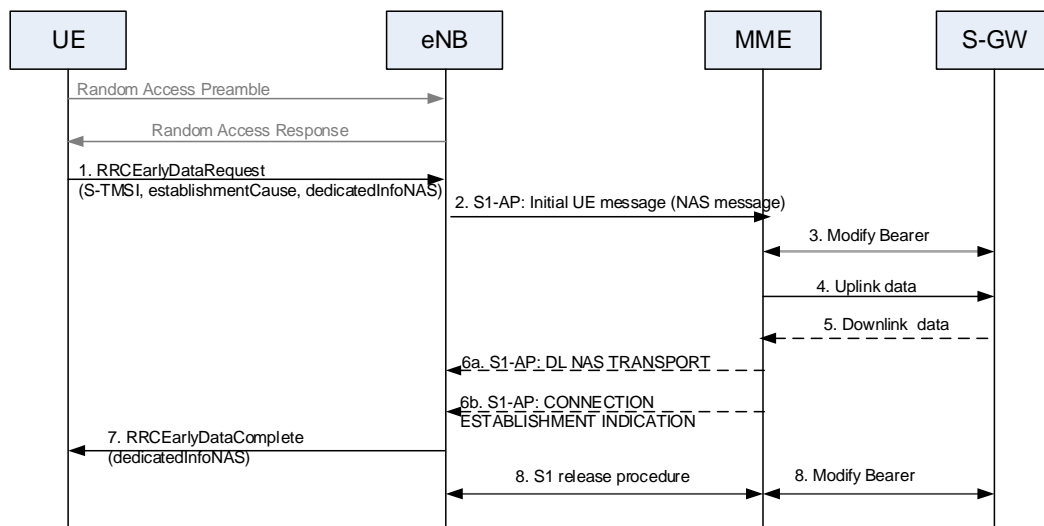 UE
eNB
MME
S-GW
Random Access Preamble
Random Access Response
1. RRCEarlyDataRequest
(S-TMSI, establishmentCause, dedicatedInfoNAS)
2. S1-AP: Initial UE message (NAS message)
3. Modify Bearer
4. Uplink data
5. Downlink data
6a. S1-AP: DL NAS TRANSPORT
6b. S1-AP: CONNECTION
ESTABLISHMENT INDICATION
7. RRCEarlyDataComplete
(dedicatedInfoNAS)
8. S1 release procedure
8. Modify Bearer